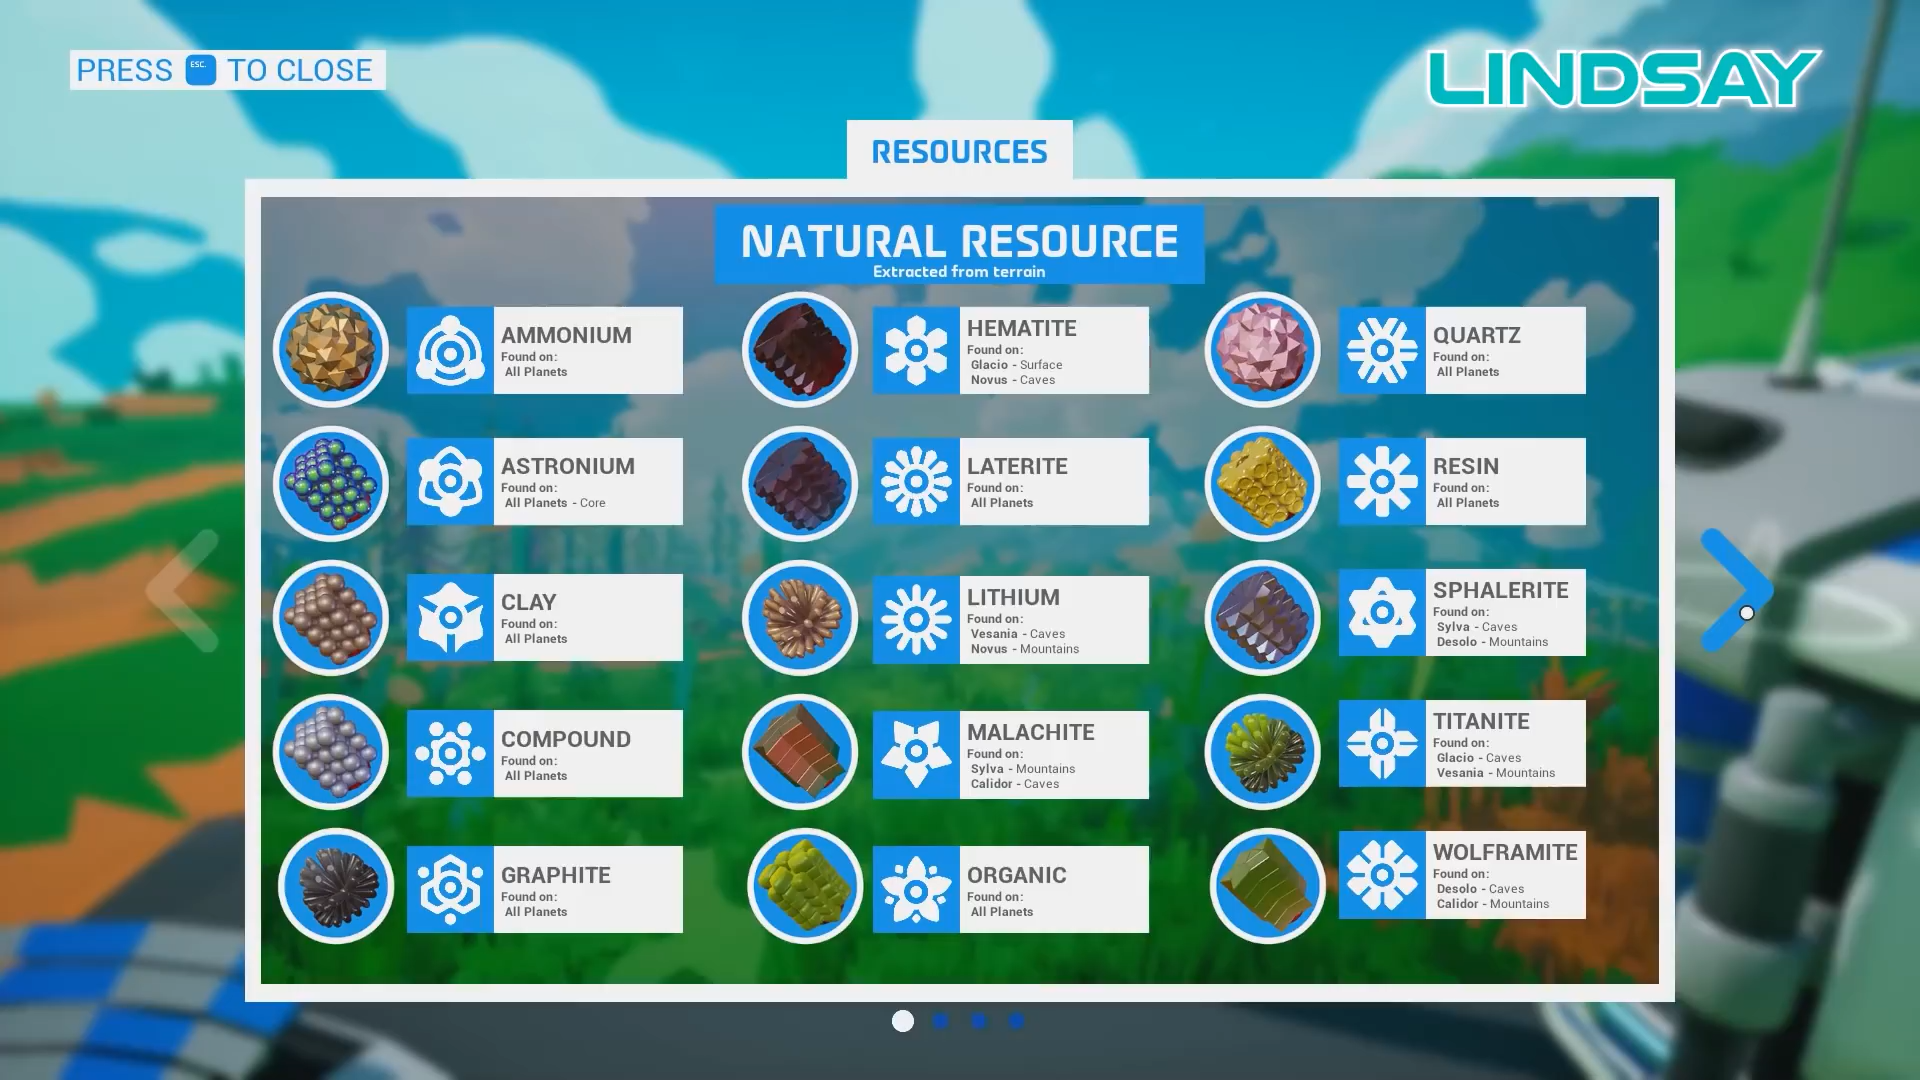 PRESS ESC. TO CLOSE
LINDSAY
RESOURCES
NATURAL RESOURCE
Extracted from terrain
AMMONIUM
Found on:
All Planets
ASTRONIUM
Found on:
All Planets - Core
CLAY
Found on:
All Planets
COMPOUND
Found on:
All Planets
GRAPHITE
Found on:
All Planets
HEMATITE
Found on:
Glacio - Surface
Novus - Caves
LATERITE
Found on:
All Planets
LITHIUM
Found on:
Vesania - Caves
Novus - Mountains
MALACHITE
Found on:
Sylva - Mountains
Calidor - Caves
ORGANIC
Found on:
All Planets
QUARTZ
Found on:
All Planets
RESIN
Found on:
All Planets
SPHALERITE
Found on:
Sylva - Caves
Desolo - Mountains
TITANITE
Found on:
Glacio - Caves
Vesania - Mountains
WOLFRAMITE
Found on:
Desolo - Caves
Calidor - Mountains